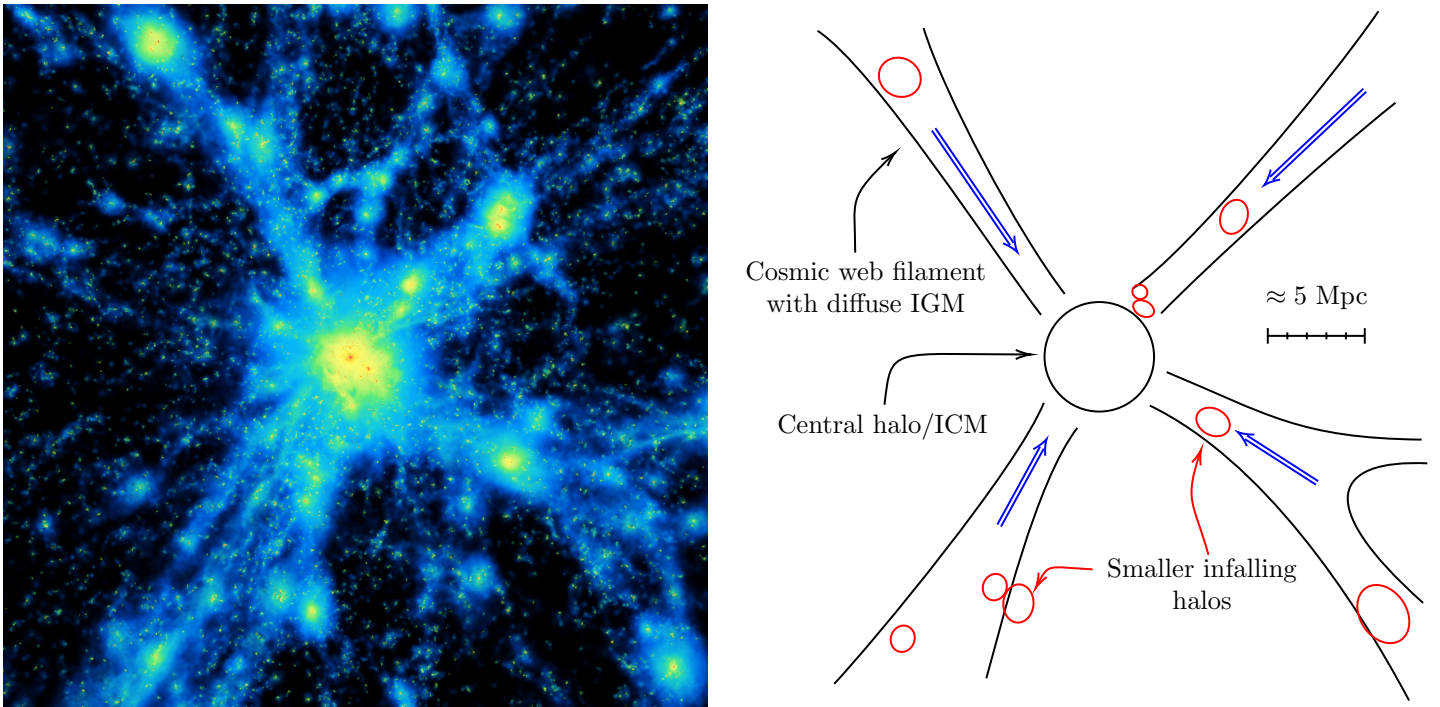 Cosmic web filament
with diffuse IGM
≈ 5 Mpc
Central halo/ICM
Smaller infalling
halos